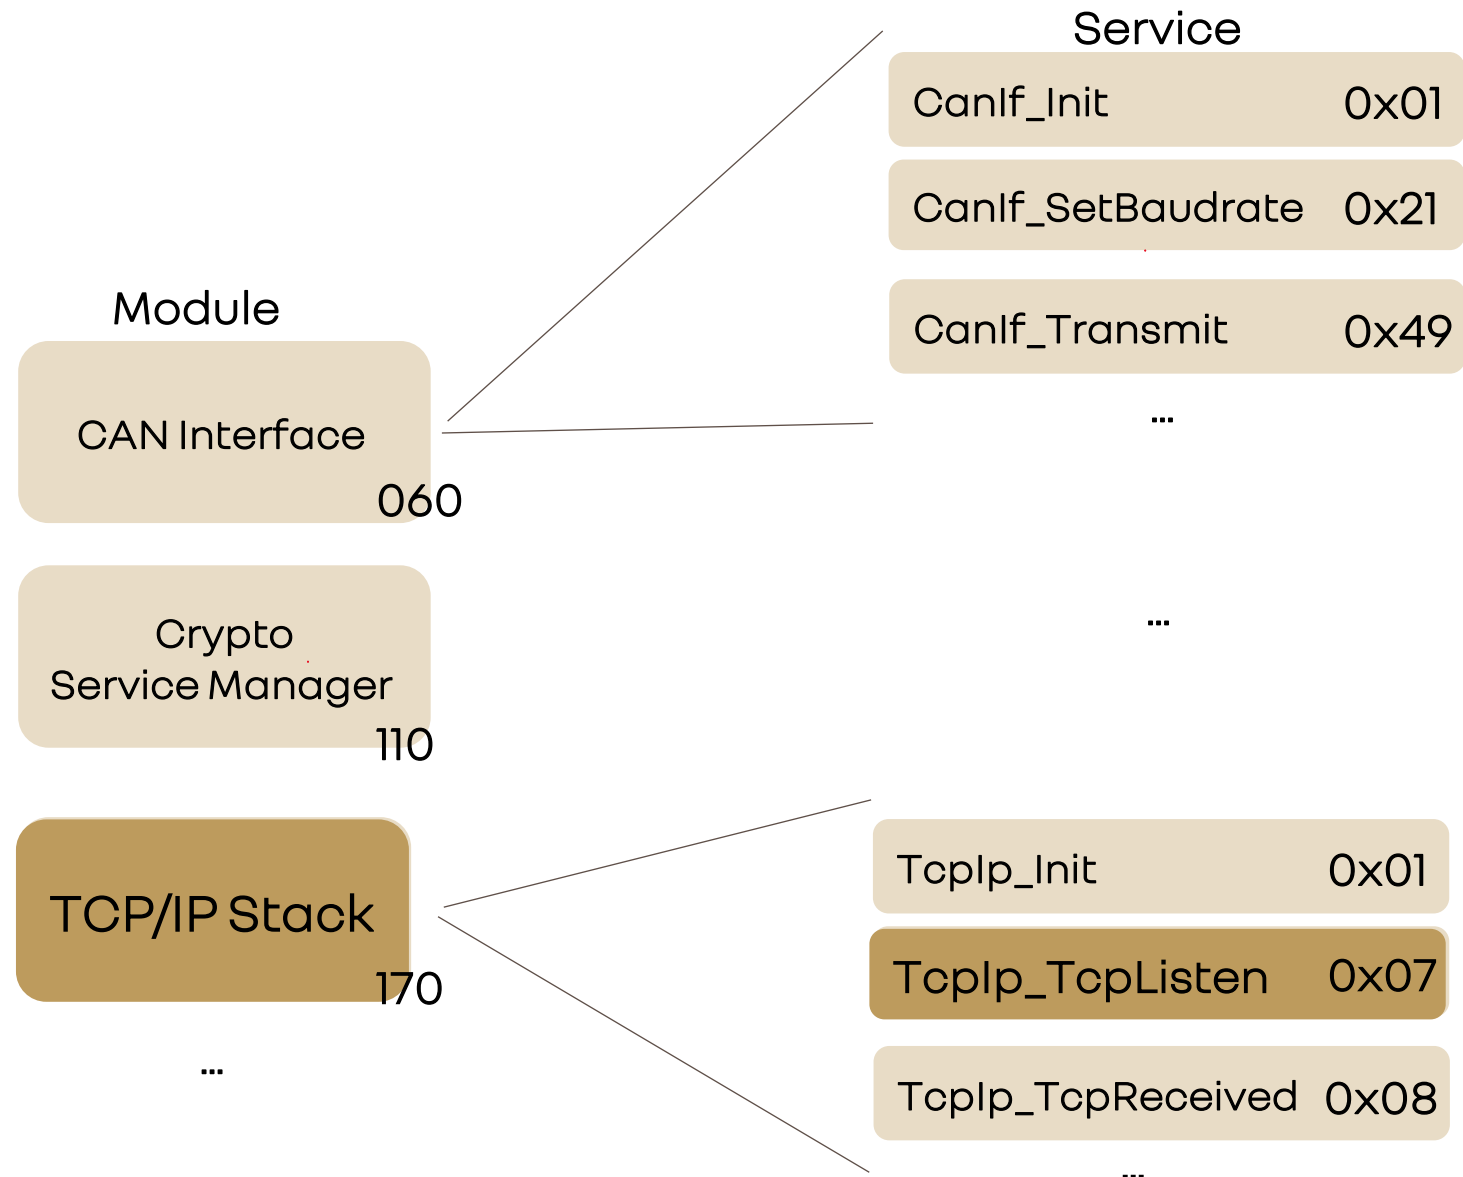 Service
CanIf_Init 0x01
CanIf_SetBaudrate 0x21
CanIf_Transmit 0x49
...
Module
CAN Interface
060
Crypto
Service Manager
110
...
TCP/IP Stack
170
...
TcpIp_Init 0x01
TcpIp_TcpListen 0x07
TcpIp_TcpReceived 0x08
...